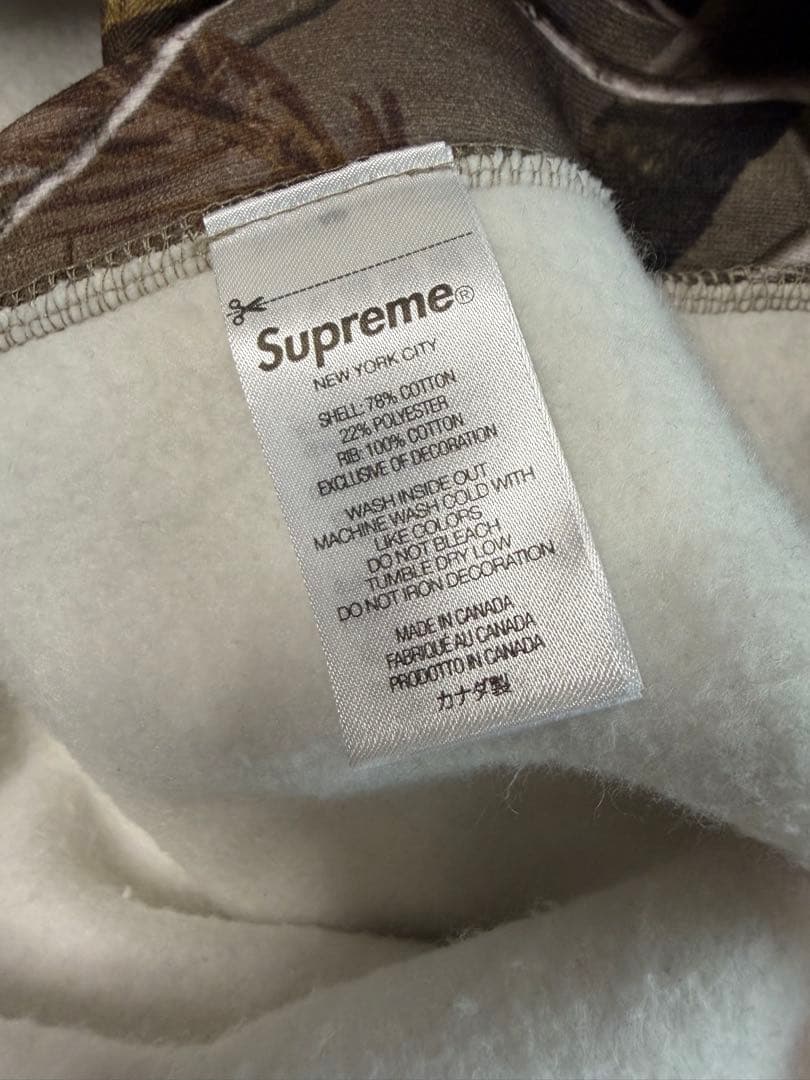 Supreme®
NEW YORK CITY
SHELL: 78% COTTON
22% POLYESTER
RIB: 100% COTTON
EXCLUSIVE OF DECORATION
WASH INSIDE OUT
MACHINE WASH COLD WITH
LIKE COLORS
DO NOT BLEACH
TUMBLE DRY LOW
DO NOT IRON DECORATION
MADE IN CANADA
FABRIQUÉ AU CANADA
PRODOTTO IN CANADA
カナダ製